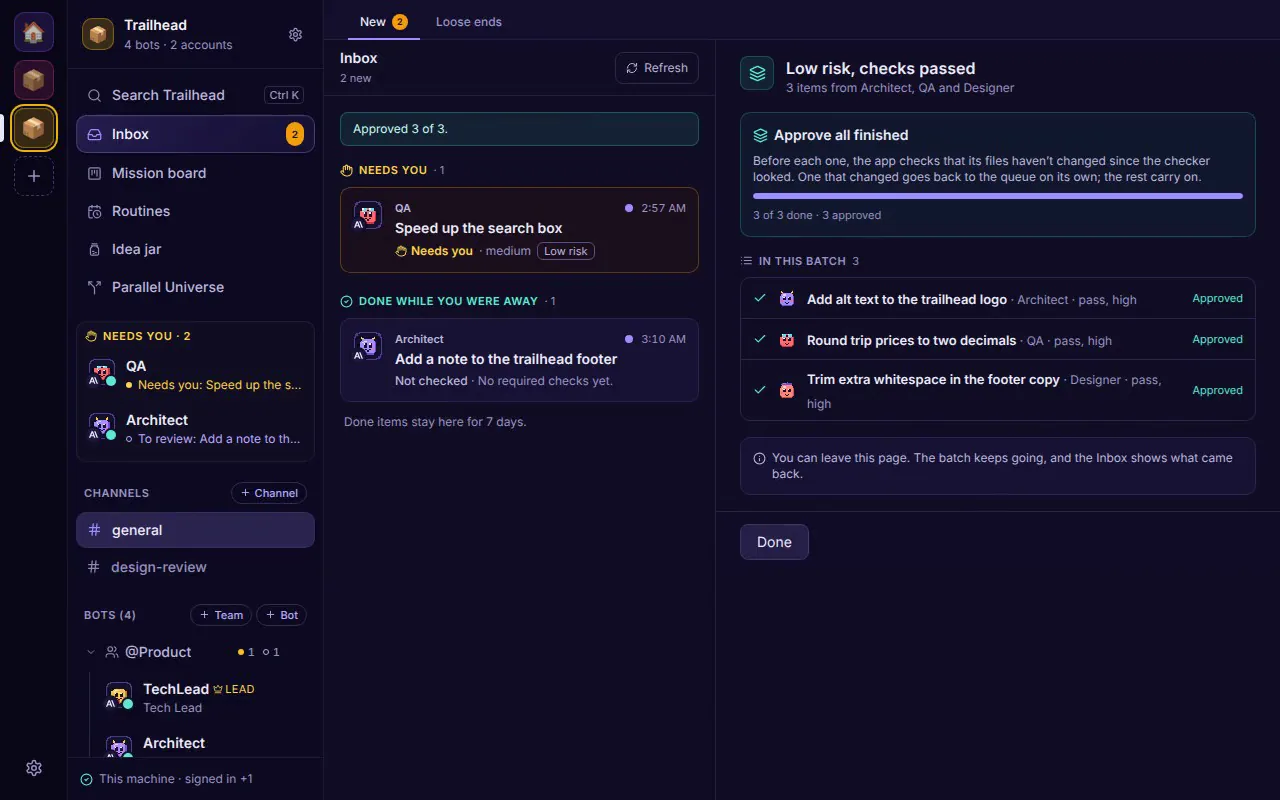 Trailhead
4 bots · 2 accounts
Search Trailhead
Ctrl K
Inbox
2
Mission board
Routines
Idea jar
Parallel Universe
NEEDS YOU · 2
QA
Needs you: Speed up the s...
Architect
To review: Add a note to th...
CHANNELS
+ Channel
# general
# design-review
BOTS (4)
+ Team
+ Bot
@Product
1
1
TechLead
LEAD
Tech Lead
Architect
This machine · signed in +1
New 2
Loose ends
Inbox
2 new
Refresh
Approved 3 of 3.
NEEDS YOU · 1
QA
2:57 AM
Speed up the search box
Needs you · medium
Low risk
DONE WHILE YOU WERE AWAY · 1
Architect
3:10 AM
Add a note to the trailhead footer
Not checked · No required checks yet.
Done items stay here for 7 days.
Low risk, checks passed
3 items from Architect, QA and Designer
Approve all finished
Before each one, the app checks that its files haven't changed since the checker
looked. One that changed goes back to the queue on its own; the rest carry on.
3 of 3 done · 3 approved
IN THIS BATCH 3
Add alt text to the trailhead logo · Architect · pass, high
Approved
Round trip prices to two decimals · QA · pass, high
Approved
Trim extra whitespace in the footer copy · Designer · pass,
high
Approved
You can leave this page. The batch keeps going, and the Inbox shows what came
back.
Done